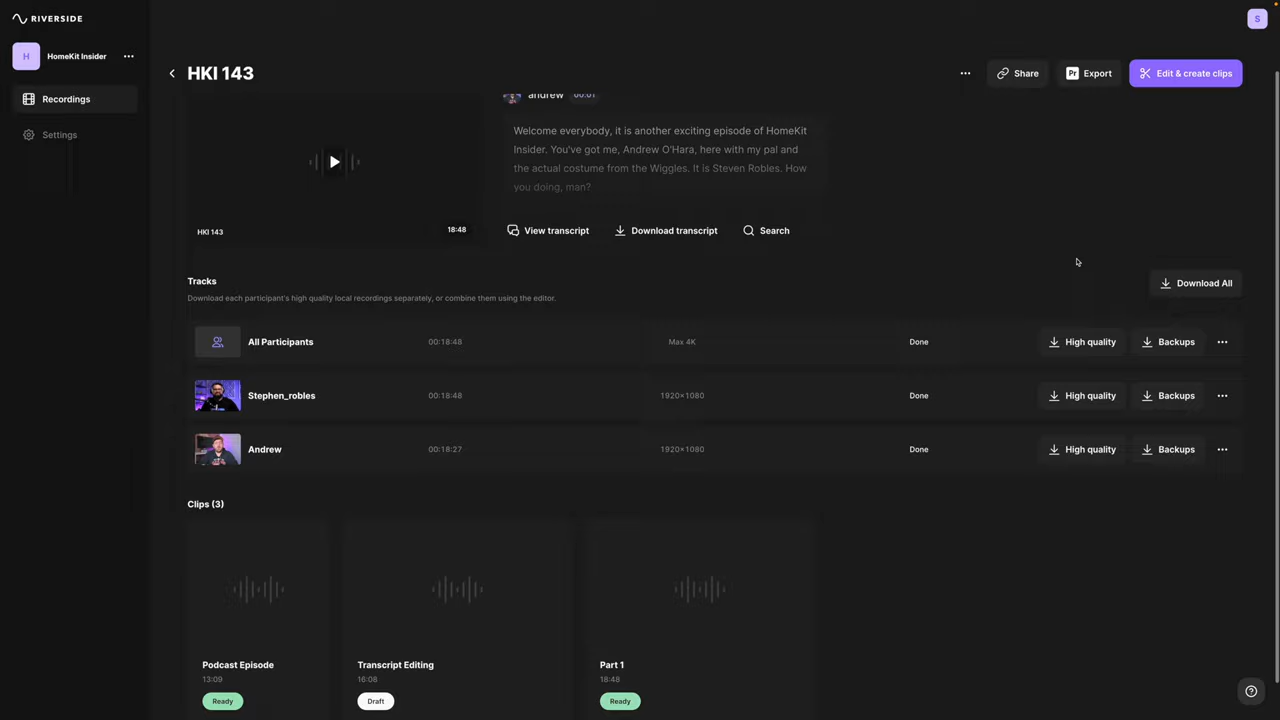 RIVERSIDE
S
H
HomeKit Insider
Recordings
Settings
HKI 143
Share
Pr
Export
Edit & create clips
andrew
00:01
Welcome everybody, it is another exciting episode of HomeKit
Insider. You've got me, Andrew O'Hara, here with my pal and
the actual costume from the Wiggles. It is Steven Robles. How
you doing, man?
HKI 143
18:48
View transcript
Download transcript
Search
Tracks
Download each participant's high quality local recordings separately, or combine them using the editor.
Download All
All Participants
00:18:48
Max 4K
Done
High quality
Backups
Stephen_robles
00:18:48
1920×1080
Done
High quality
Backups
Andrew
00:18:27
1920×1080
Done
High quality
Backups
Clips (3)
Podcast Episode
13:09
Ready
Transcript Editing
16:08
Draft
Part 1
18:48
Ready